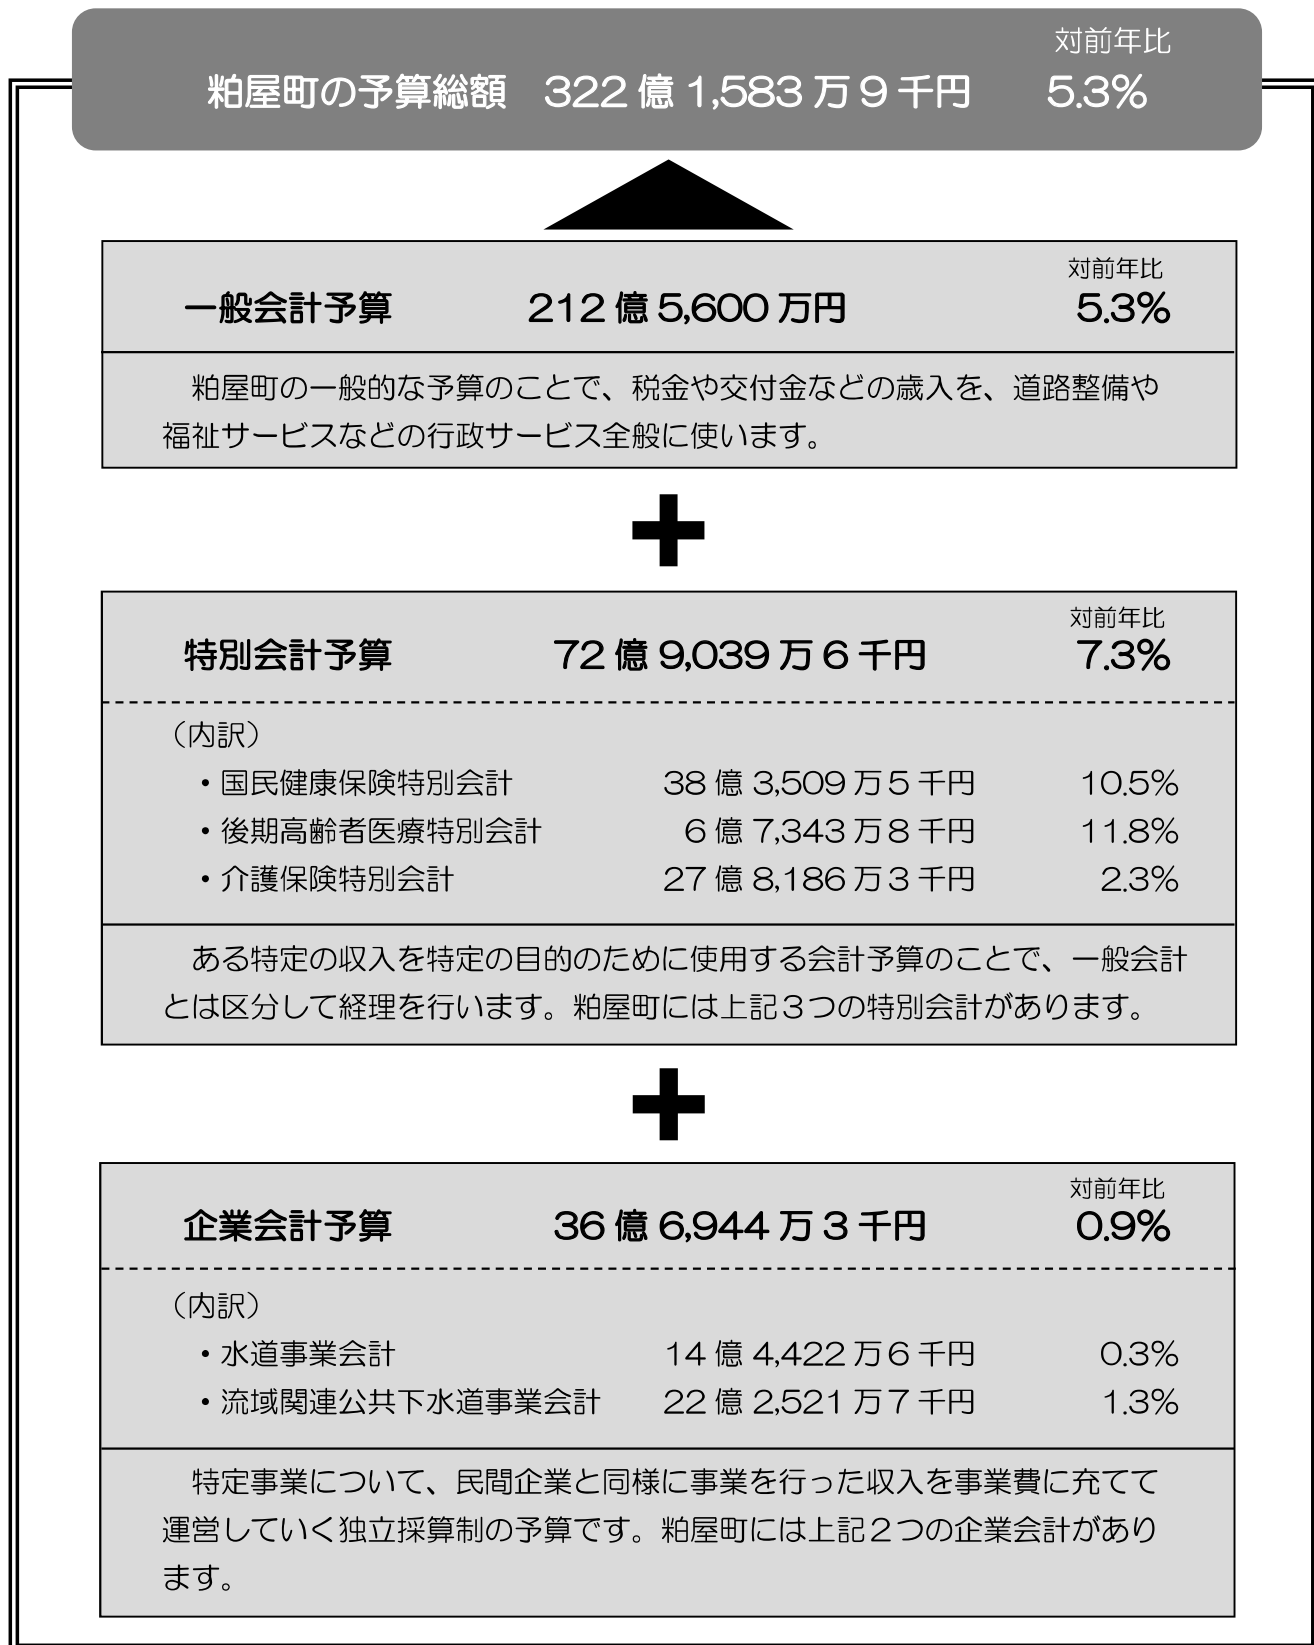 対前年比
粕屋町の予算総額 322億1,583万9千円 5.3%
対前年比
一般会計予算 212億5,600万円 5.3%
粕屋町の一般的な予算のことで、税金や交付金などの歳入を、道路整備や
福祉サービスなどの行政サービス全般に使います。
対前年比
特別会計予算 72億9,039万6千円 7.3%
(内訳)
・国民健康保険特別会計 38億3,509万5千円 10.5%
・後期高齢者医療特別会計 6億7,343万8千円 11.8%
・介護保険特別会計 27億8,186万3千円 2.3%
ある特定の収入を特定の目的のために使用する会計予算のことで、一般会計
とは区分して経理を行います。粕屋町には上記3つの特別会計があります。
対前年比
企業会計予算 36億6,944万3千円 0.9%
(内訳)
・水道事業会計 14億4,422万6千円 0.3%
・流域関連公共下水道事業会計 22億2,521万7千円 1.3%
特定事業について、民間企業と同様に事業を行った収入を事業費に充てて
運営していく独立採算制の予算です。粕屋町には上記2つの企業会計があり
ます。